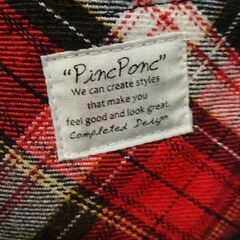 "PincPonc"
We can create styles
that make you
feel good and look great.
Completed Design